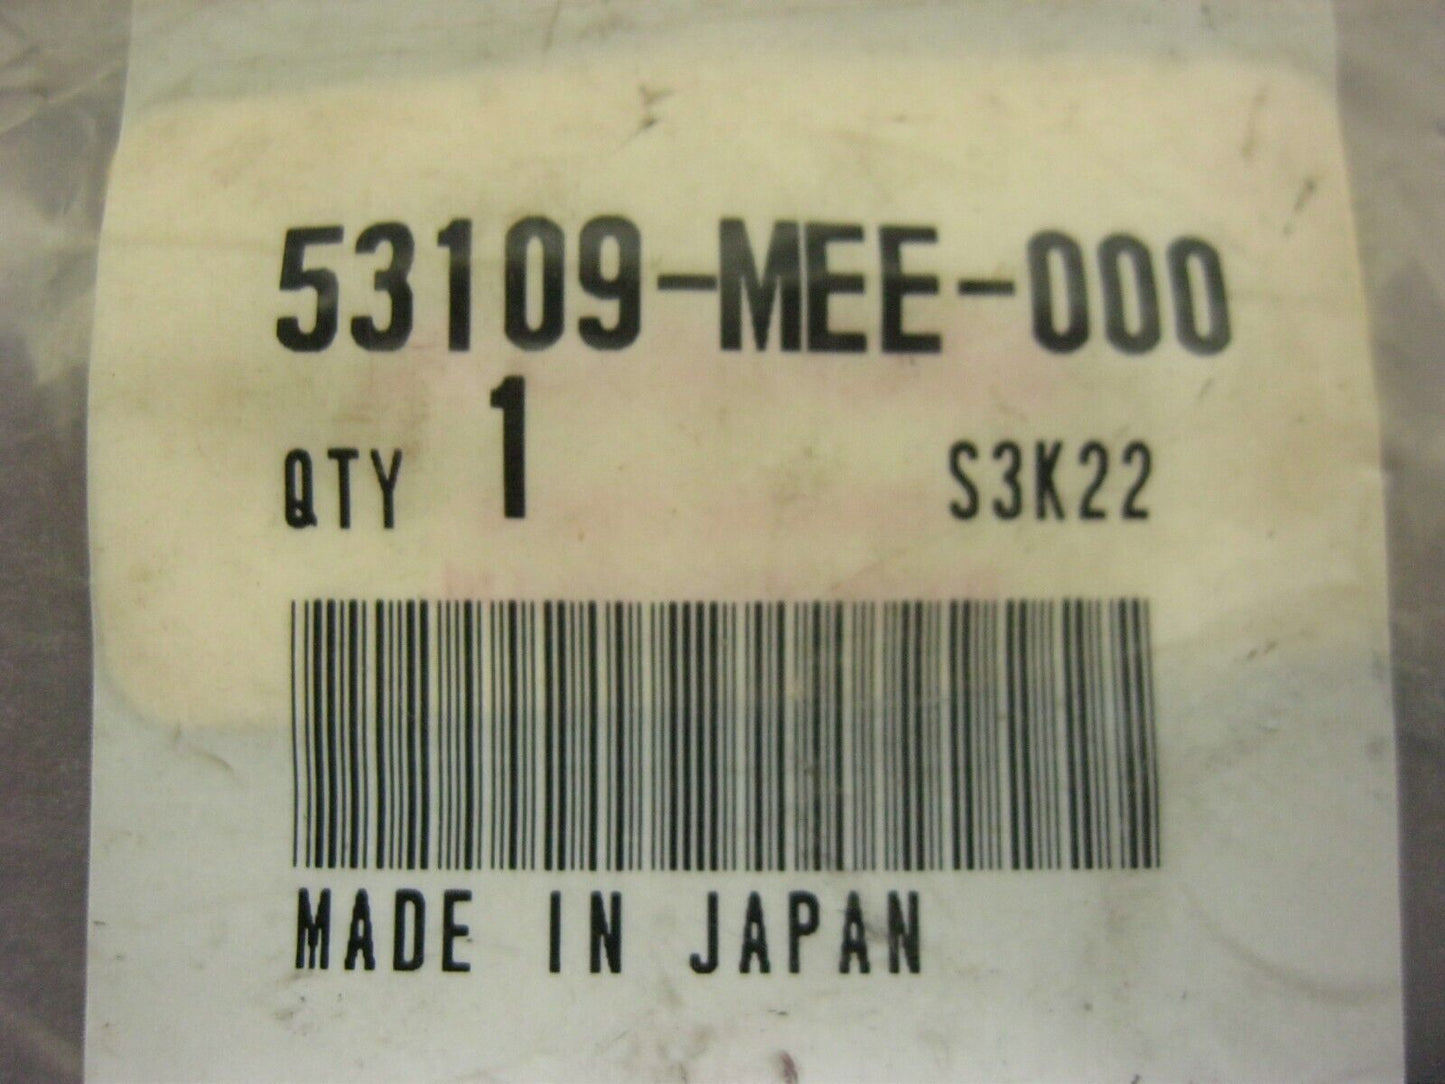 53109-MEE-000
QTY 1 S3K22
MADE IN JAPAN